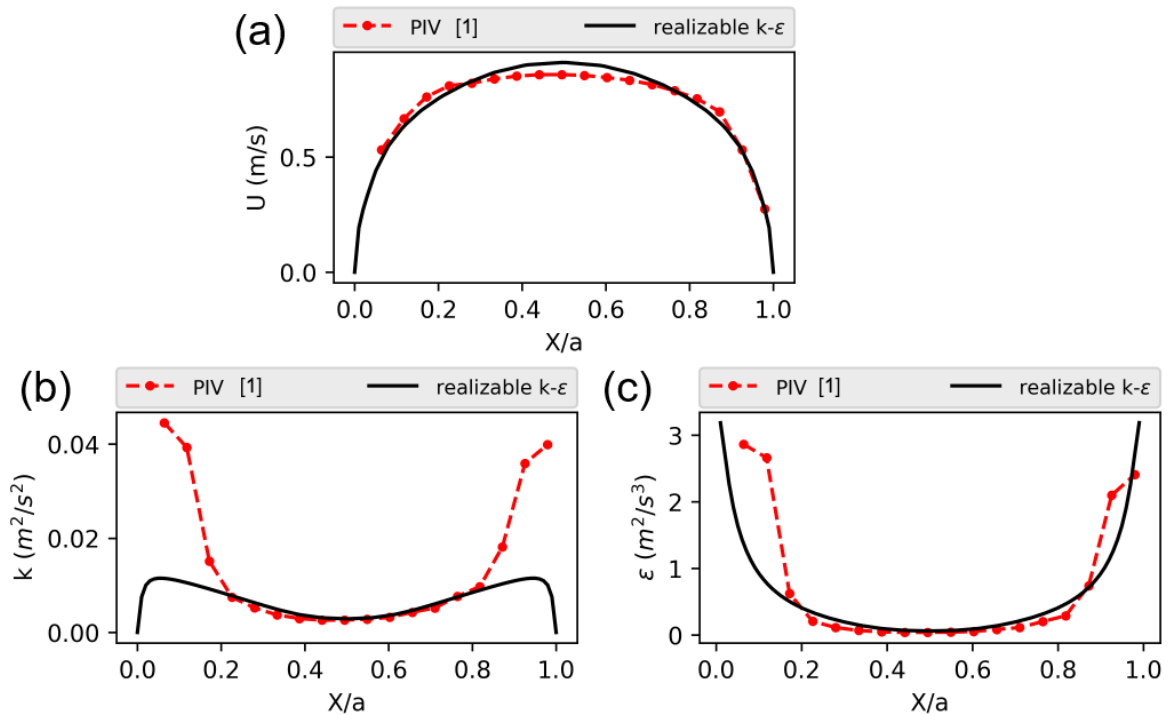 (a)
PIV [1] realizable k-ε
U (m/s)
0.5
0.0
0.0 0.2 0.4 0.6 0.8 1.0
X/a
(b)
PIV [1] realizable k-ε
k (m²/s²)
0.04
0.02
0.00
0.0 0.2 0.4 0.6 0.8 1.0
X/a
(c)
PIV [1] realizable k-ε
ε (m²/s³)
3
2
1
0
0.0 0.2 0.4 0.6 0.8 1.0
X/a